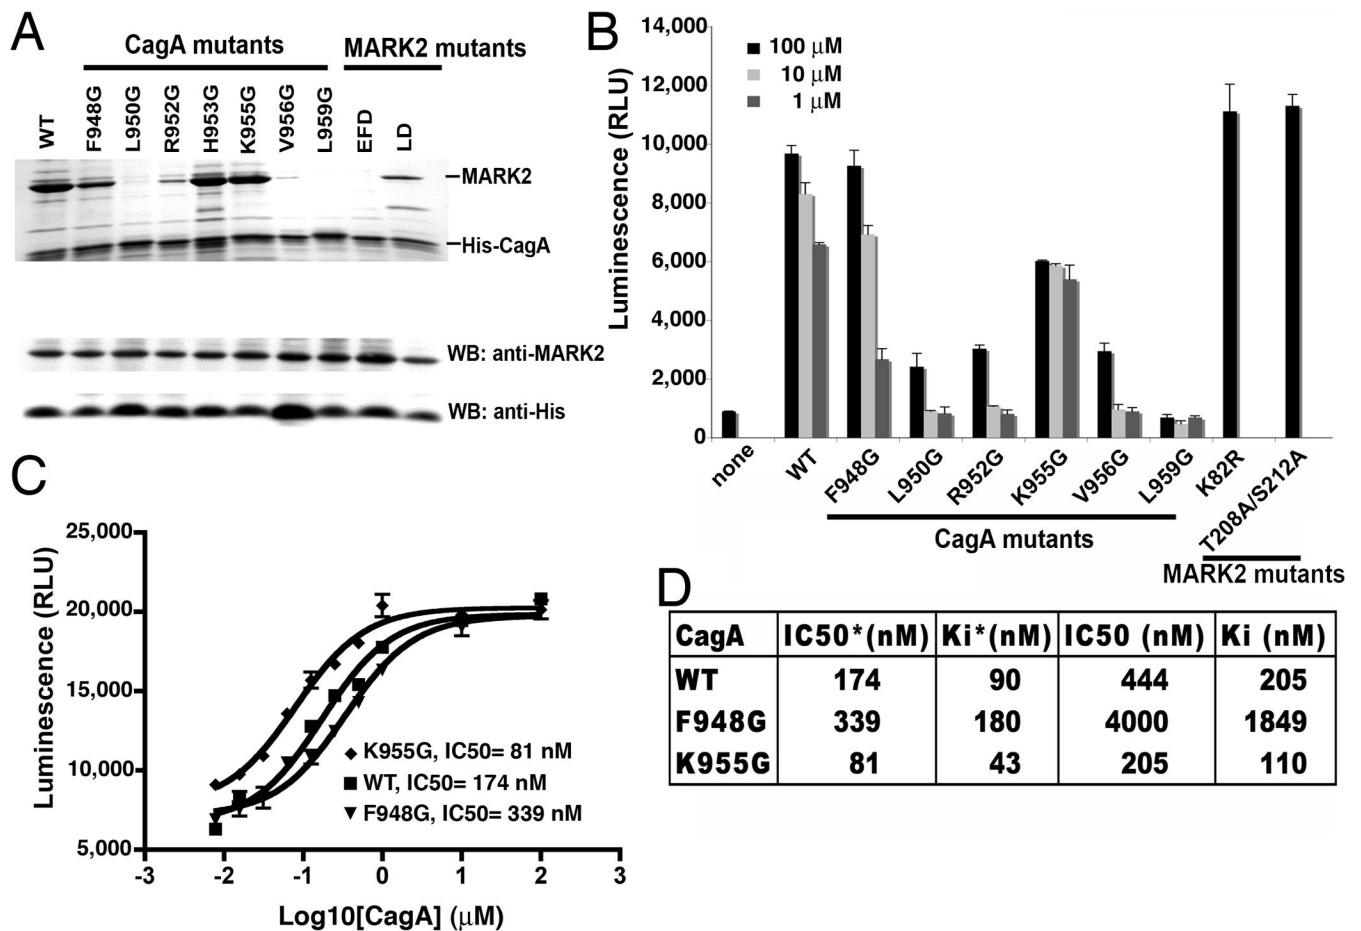 A
CagA mutants
MARK2 mutants
WT
F948G
L950G
R952G
H953G
K955G
V956G
L959G
EFD
LD
MARK2
His-CagA
WB: anti-MARK2
WB: anti-His
B
Luminescence (RLU)
14,000
12,000
10,000
8,000
6,000
4,000
2,000
0
100 µM
10 µM
1 µM
none
WT
F948G
L950G
R952G
K955G
V956G
L959G
K82R
T208A/S212A
CagA mutants
MARK2 mutants
C
Luminescence (RLU)
25,000
20,000
15,000
10,000
5,000
K955G, IC50= 81 nM
WT, IC50= 174 nM
F948G, IC50= 339 nM
-3 -2 -1 0 1 2 3
Log10[CagA] (µM)
D
CagA IC50*(nM) Ki*(nM) IC50 (nM) Ki (nM)
WT 174 90 444 205
F948G 339 180 4000 1849
K955G 81 43 205 110